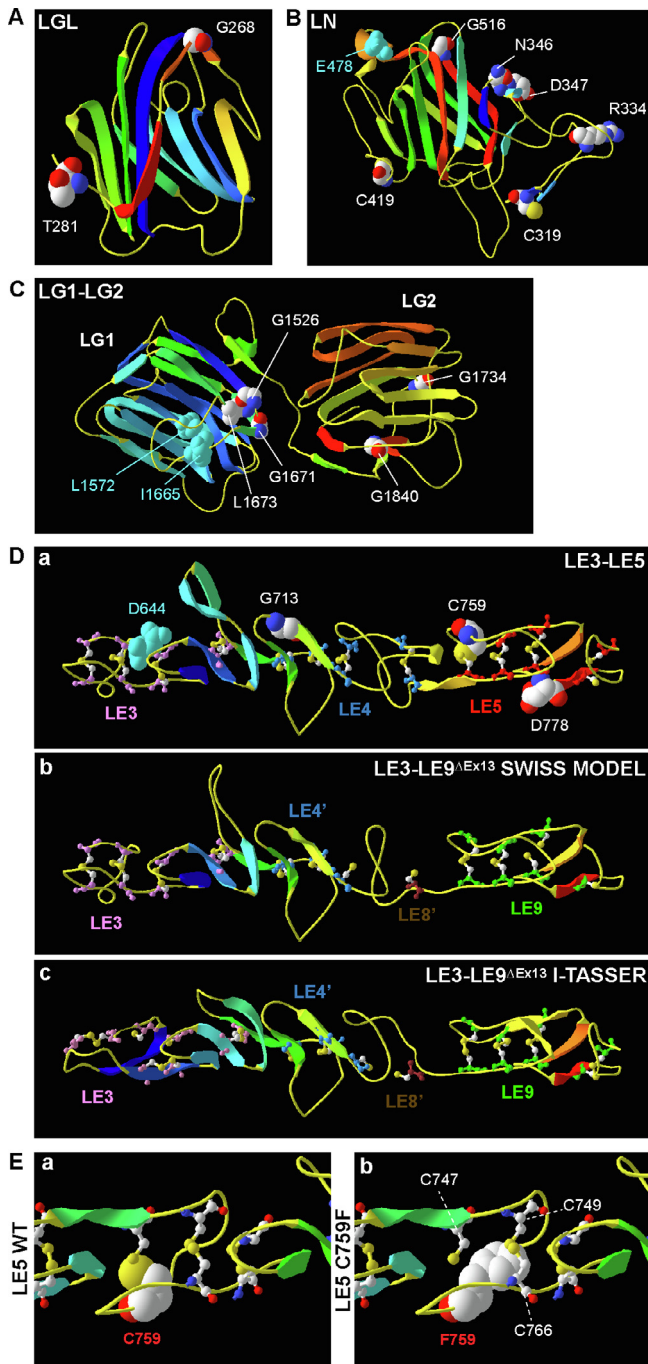 A
LGL
G268
T281
B
LN
G516
N346
E478
D347
R334
C419
C319
C
LG1-LG2
LG2
LG1
G1526
G1734
L1572
I1665
G1671
L1673
G1840
D
a
LE3-LE5
D644
G713
C759
LE3
LE4
LE5
D778
b
LE3-LE9ΔEx13 SWISS MODEL
LE4'
LE3
LE8'
LE9
c
LE3-LE9ΔEx13 I-TASSER
LE4'
LE3
LE8'
LE9
E
a
LE5 WT
C759
b
LE5 C759F
C747
C749
F759
C766